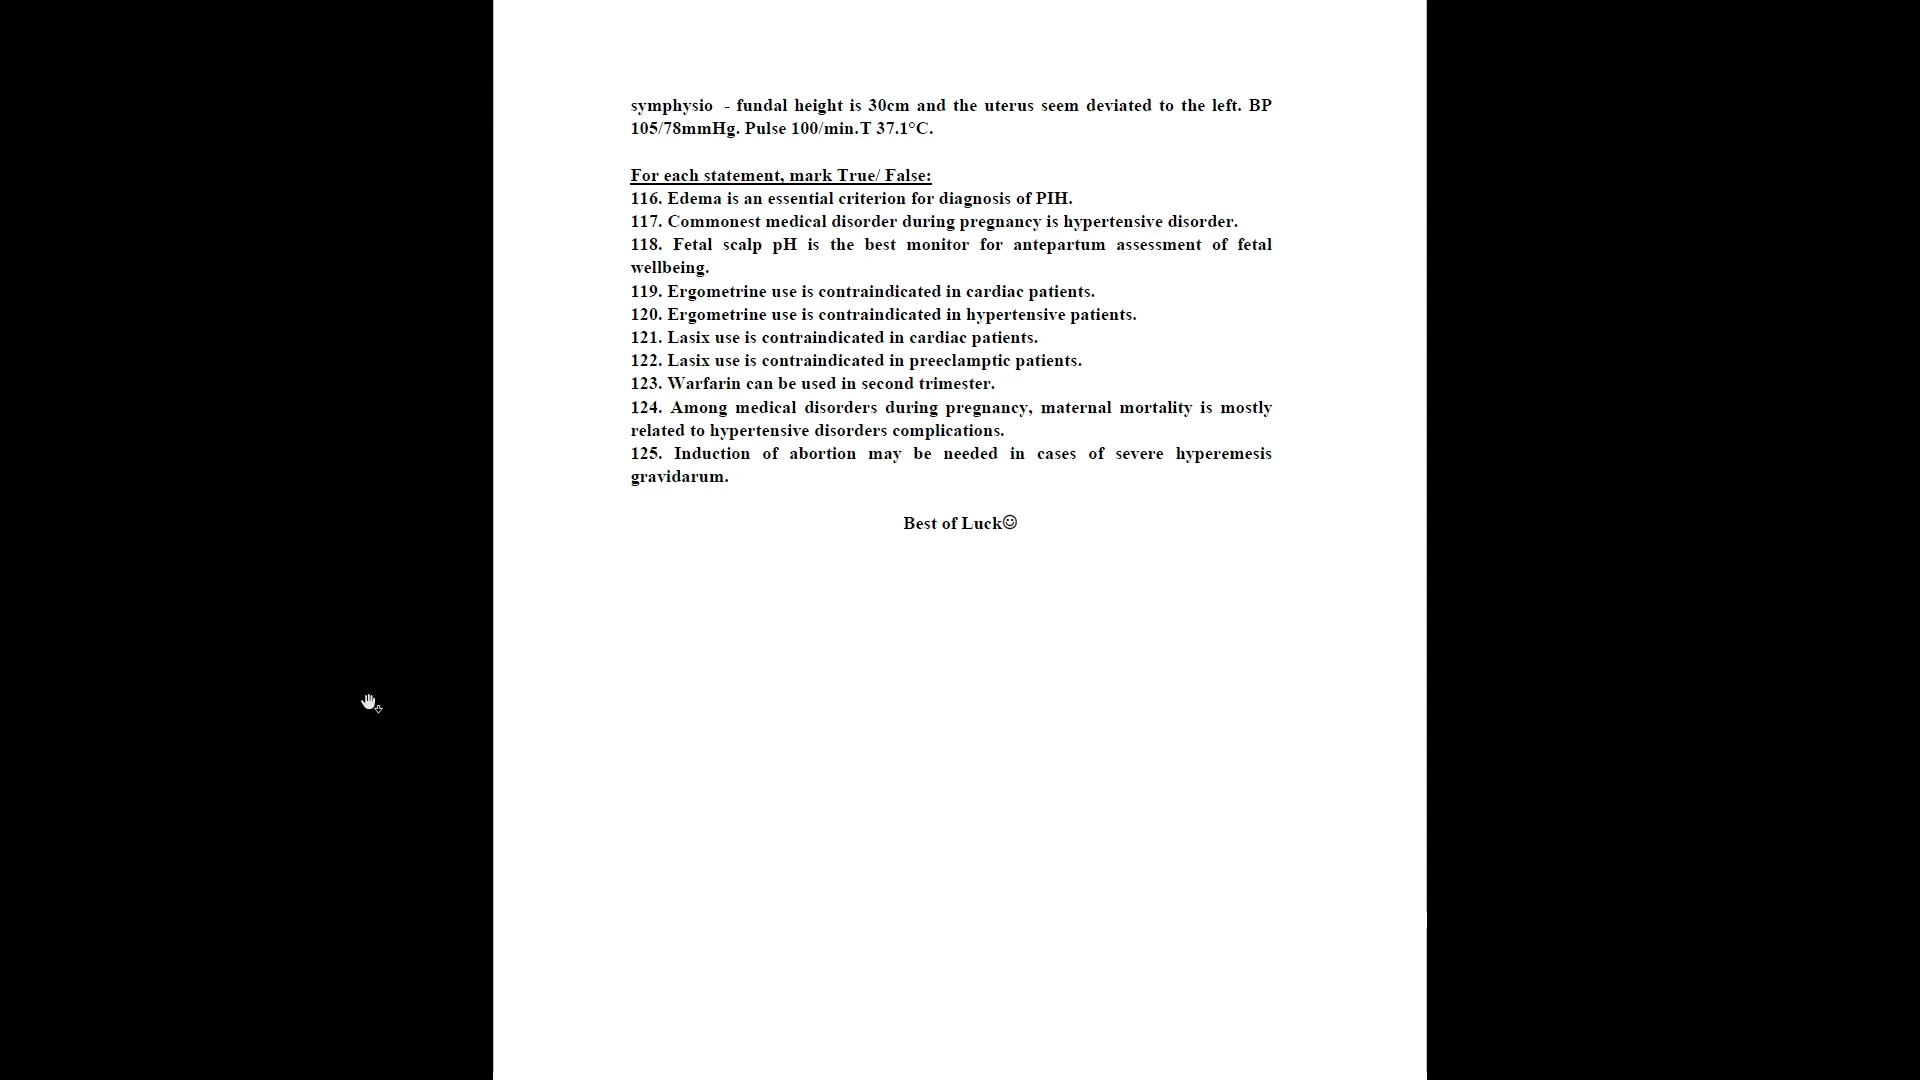 symphysio - fundal height is 30cm and the uterus seem deviated to the left. BP
105/78mmHg. Pulse 100/min.T 37.1°C.
For each statement, mark True/ False:
116. Edema is an essential criterion for diagnosis of PIH.
117. Commonest medical disorder during pregnancy is hypertensive disorder.
118. Fetal scalp pH is the best monitor for antepartum assessment of fetal
wellbeing.
119. Ergometrine use is contraindicated in cardiac patients.
120. Ergometrine use is contraindicated in hypertensive patients.
121. Lasix use is contraindicated in cardiac patients.
122. Lasix use is contraindicated in preeclamptic patients.
123. Warfarin can be used in second trimester.
124. Among medical disorders during pregnancy, maternal mortality is mostly
related to hypertensive disorders complications.
125. Induction of abortion may be needed in cases of severe hyperemesis
gravidarum.
Best of Luck☺